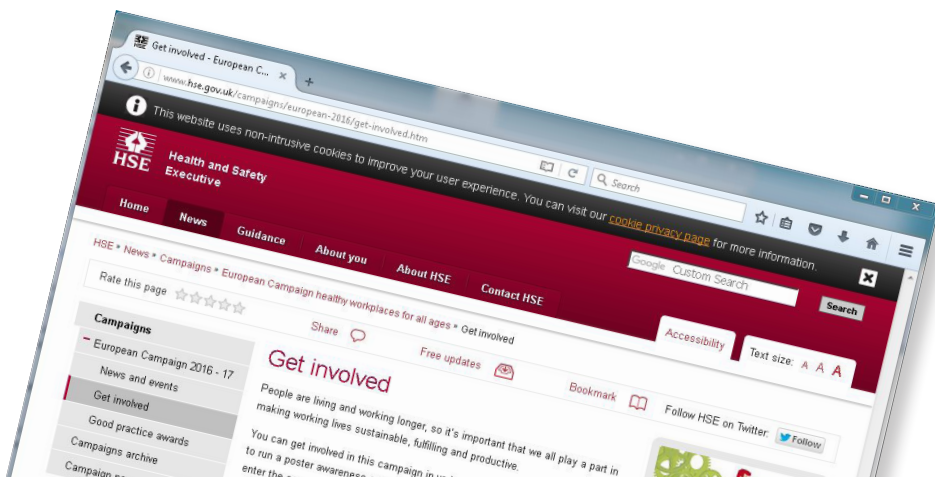 Get involved - European C...
www.hse.gov.uk/campaigns/european-2016/get-involved.htm
Search
This website uses non-intrusive cookies to improve your user experience. You can visit our cookie privacy page for more information.
HSE
Health and Safety
Executive
Google Custom Search
Search
Home News Guidance About you About HSE Contact HSE
Accessibility
Text size: A A A
HSE News Campaigns European Campaign healthy workplaces for all ages Get involved
Rate this page
Share
Free updates
Bookmark
Follow HSE on Twitter:
Follow
Campaigns
European Campaign 2016 - 17
News and events
Get involved
Good practice awards
Campaigns archive
Campaign
Get involved
People are living and working longer, so it's important that we all play a part in
making working lives sustainable, fulfilling and productive.
You can get involved in this campaign in
to run a poster awareness
enter the